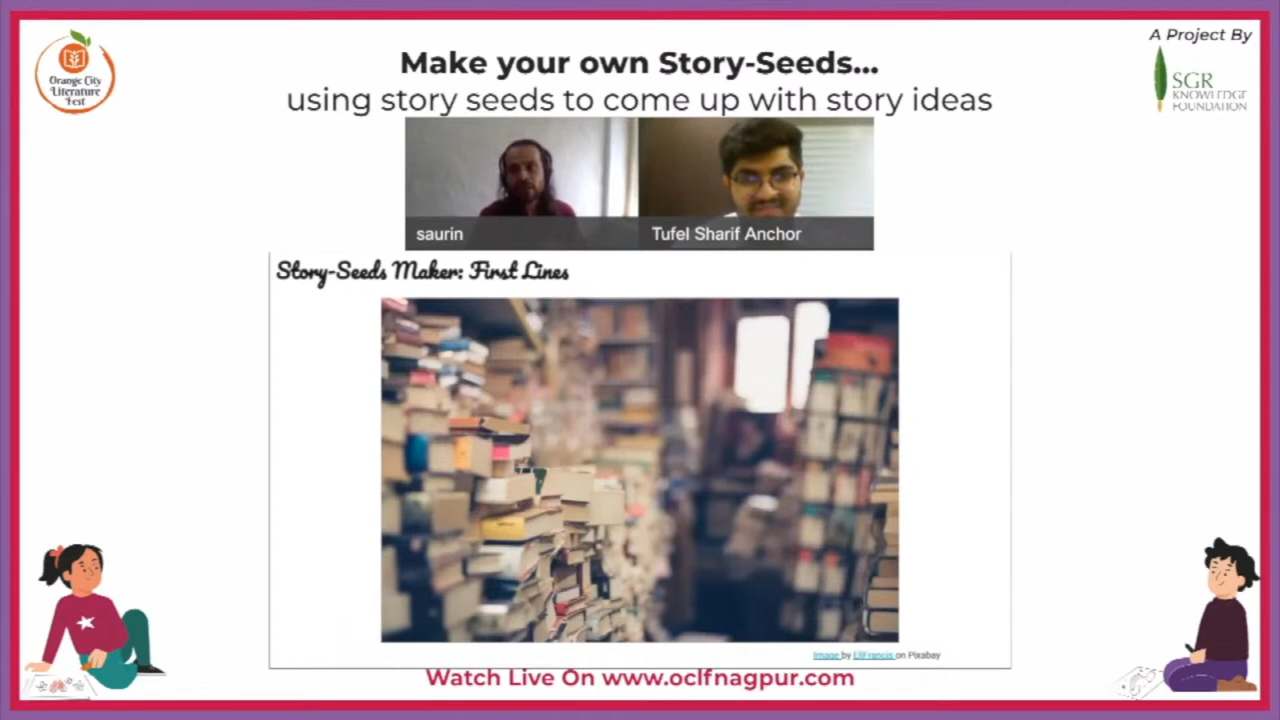 Orange City
Literature
Fest
A Project By
SGR
KNOWLEDGE
FOUNDATION
Make your own Story-Seeds...
using story seeds to come up with story ideas
saurin
Tufel Sharif Anchor
Story-Seeds Maker: First Lines
Image by EliFrancis on Pixabay
Watch Live On www.oclfnagpur.com